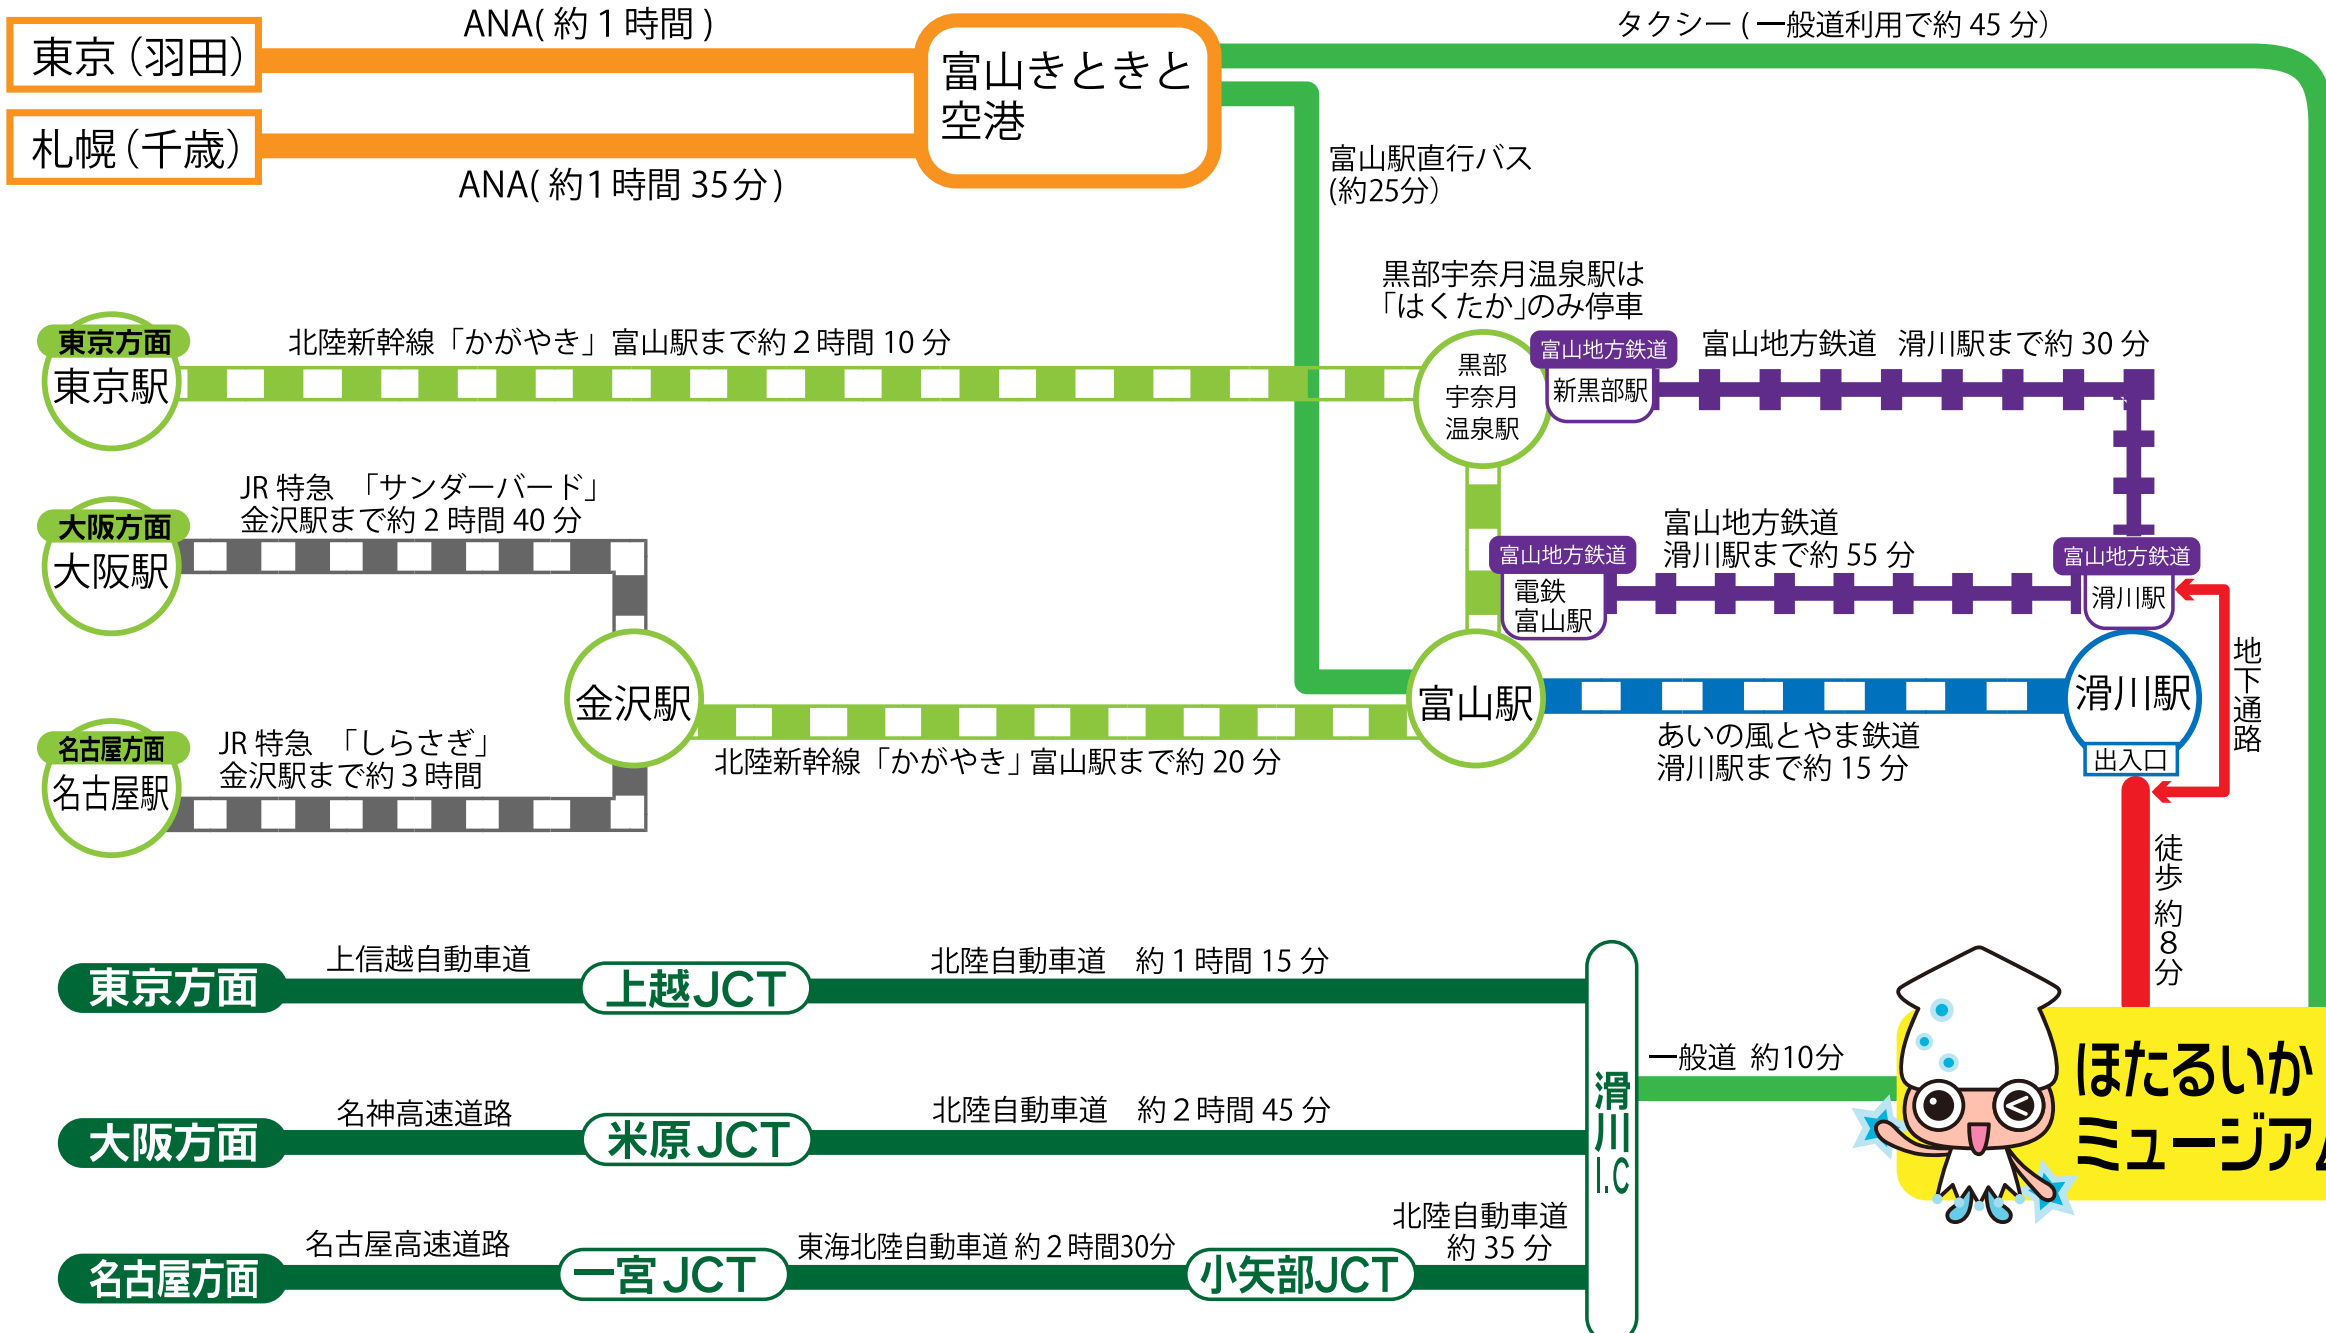 東京（羽田）
ANA( 約 1 時間 )
札幌（千歳）
ANA( 約1 時間 35分 )
富山きときと
空港
タクシー ( 一般道利用で約 45 分）
富山駅直行バス
(約25分）
黒部宇奈月温泉駅は
「はくたか」のみ停車
東京方面
東京駅
北陸新幹線「かがやき」富山駅まで約 2 時間 10 分
黒部
宇奈月
温泉駅
富山地方鉄道
新黒部駅
富山地方鉄道 滑川駅まで約 30 分
大阪方面
大阪駅
JR 特急 「サンダーバード」
金沢駅まで約 2 時間 40 分
富山地方鉄道
電鉄
富山駅
富山地方鉄道
滑川駅まで約 55 分
富山地方鉄道
滑川駅
名古屋方面
名古屋駅
JR 特急 「しらさぎ」
金沢駅まで約 3 時間
金沢駅
北陸新幹線「かがやき」富山駅まで約 20 分
富山駅
あいの風とやま鉄道
滑川駅まで約 15 分
滑川駅
出入口
地下通路
徒歩 約8分
東京方面
上信越自動車道
上越JCT
北陸自動車道 約 1 時間 15 分
大阪方面
名神高速道路
米原JCT
北陸自動車道 約 2 時間 45 分
名古屋方面
名古屋高速道路
一宮JCT
東海北陸自動車道 約 2 時間30分
小矢部JCT
北陸自動車道
約 35 分
滑川I.C
一般道 約10分
ほたるいか
ミュージアム